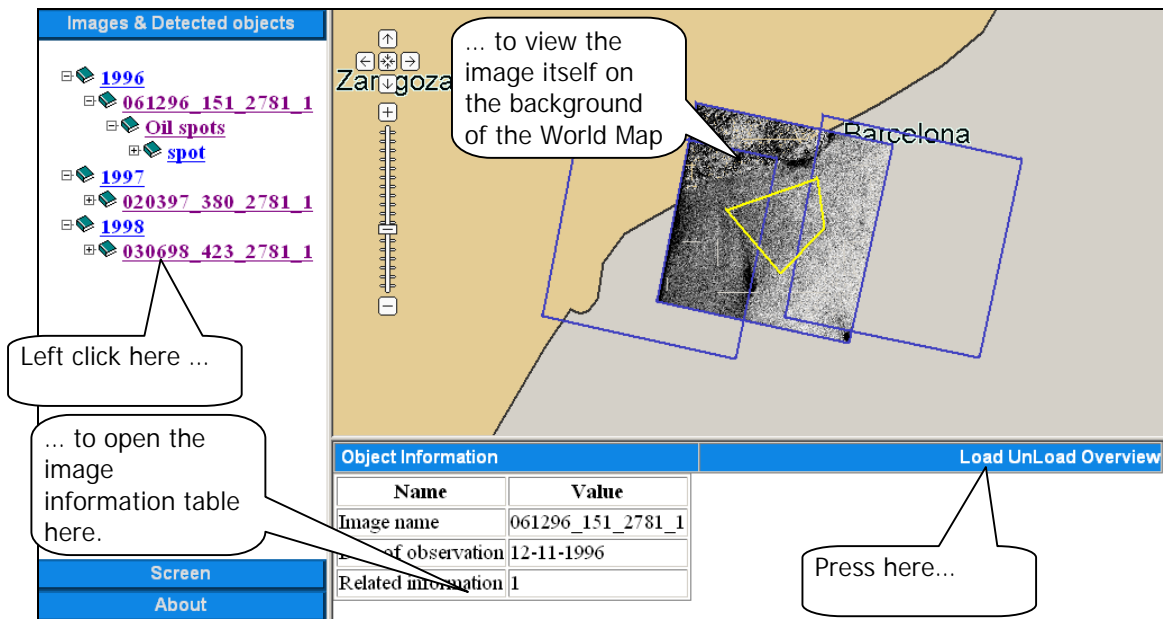 Images & Detected objects
1996
061296_151_2781_1
Oil spots
spot
1997
020397_380_2781_1
1998
030698_423_2781_1
Left click here ...
... to open the
image
information table
here.
Screen
About
Zaragoza
... to view the
image itself on
the background
of the World Map
Barcelona
Object Information
Load UnLoad Overview
Name Value
Image name 061296_151_2781_1
of observation 12-11-1996
Related information 1
Press here...